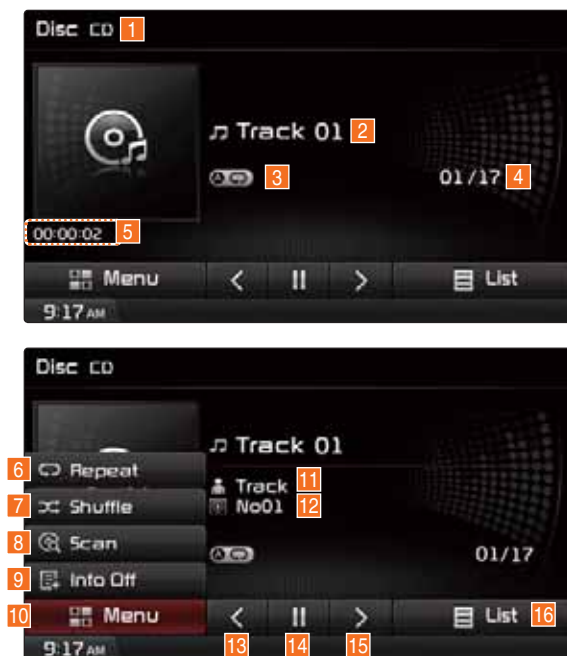 Disc CD 1
Track 01 2
3 01/17 4
00:00:02 5
Menu List
9:17 AM
Disc CD
Track 01
6 Repeat
Track 11
7 Shuffle
No01 12
8 Scan
01/17
9 Info Off
10 Menu List 16
9:17 AM 13 14 15